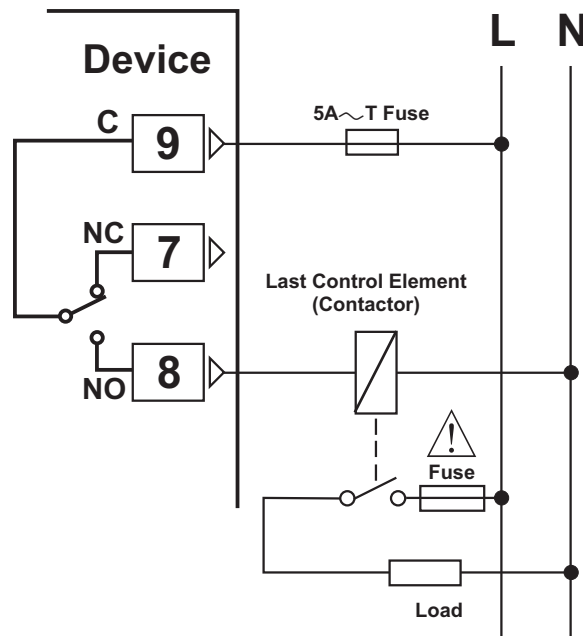 L N
Device
5A～T Fuse
C
9
NC
7
Last Control Element
(Contactor)
8
NO
!
Fuse
Load